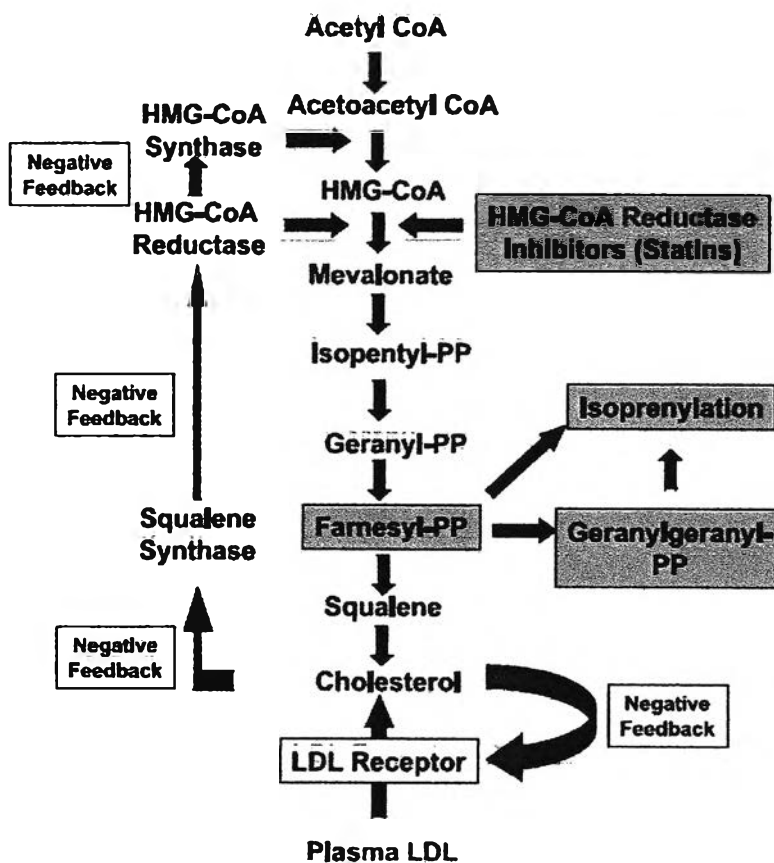 Acetyl CoA
Acetoacetyl CoA
HMG-CoA
Synthase
Negative
Feedback
HMG-CoA
HMG-CoA
Reductase
HMG-CoA Reductase
Inhibitors (Statins)
Mevalonate
Isopentyl-PP
Negative
Feedback
Isoprenylation
Geranyl-PP
Squalene
Synthase
Farnesyl-PP
Geranylgeranyl-
PP
Squalene
Negative
Feedback
Cholesterol
Negative
Feedback
LDL Receptor
Plasma LDL